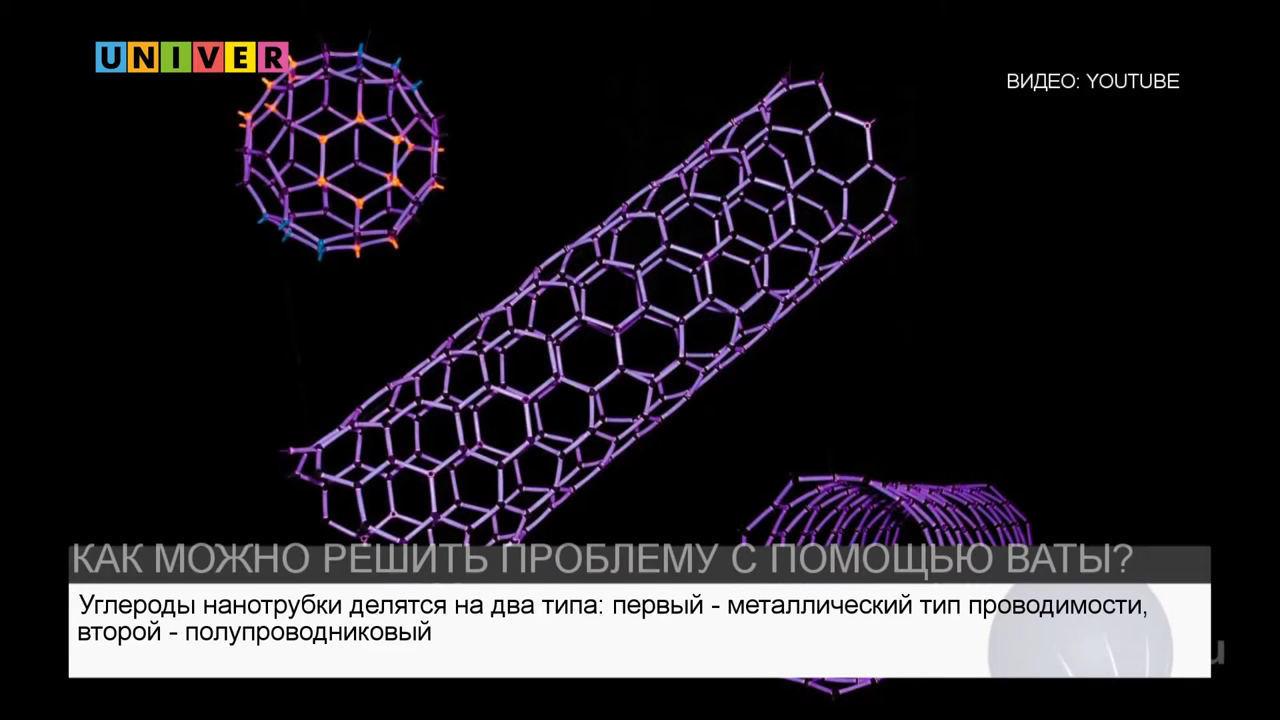 UNIVER
ВИДЕО: YOUTUBE
КАК МОЖНО РЕШИТЬ ПРОБЛЕМУ С ПОМОЩЬЮ ВАТЫ?
Углероды нанотрубки делятся на два типа: первый - металлический тип проводимости,
второй - полупроводниковый